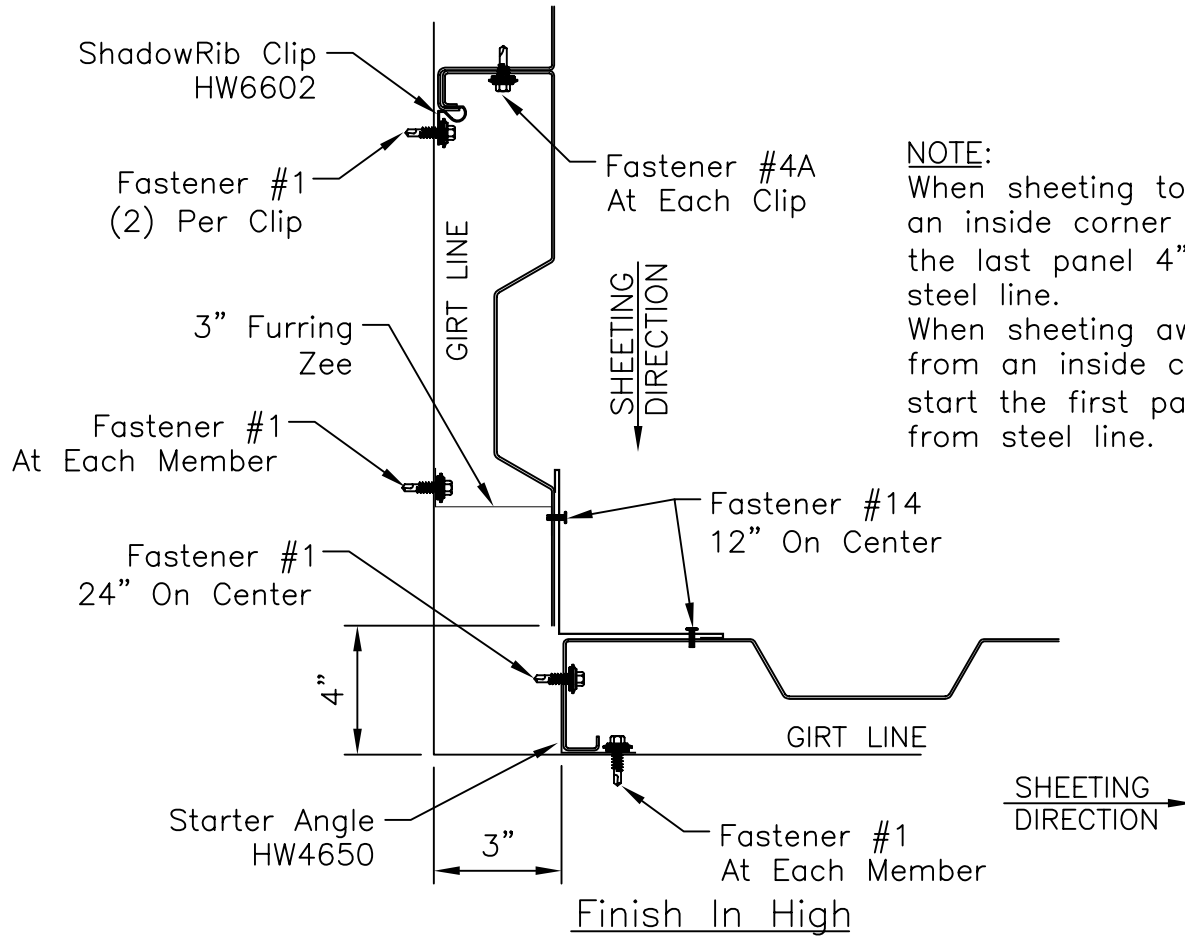 ShadowRib Clip
HW6602
Fastener #1
(2) Per Clip
Fastener #4A
At Each Clip
NOTE:
When sheeting to
an inside corner
the last panel 4"
steel line.
When sheeting
from an inside
start the first
from steel line.
GIRT LINE
SHEETING
DIRECTION
3" Furring
Zee
Fastener #1
At Each Member
Fastener #14
12" On Center
Fastener #1
24" On Center
4"
GIRT LINE
SHEETING
DIRECTION
Starter Angle
HW4650
3"
Fastener #1
At Each Member
Finish In High